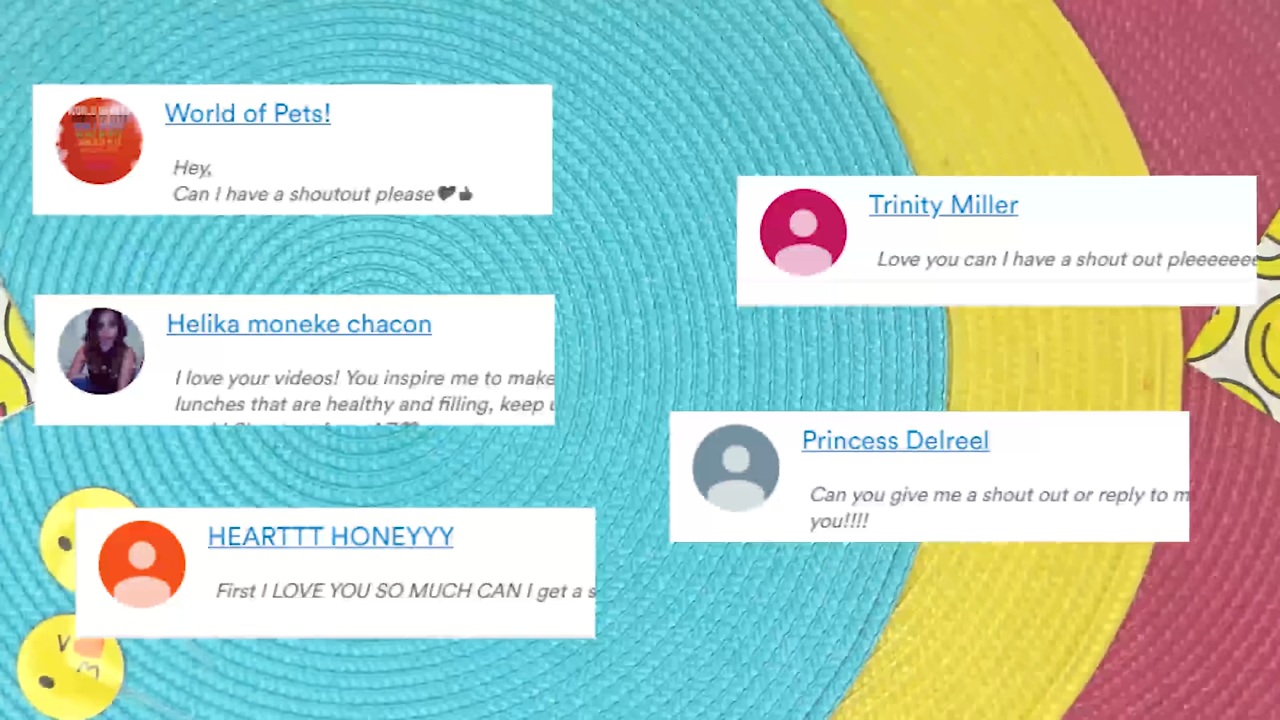 World of Pets!
Hey,
Can I have a shoutout please
Trinity Miller
Love you can I have a shout out pleeeeeee
Helika moneke chacon
I love your videos! You inspire me to make
lunches that are healthy and filling, keep
Princess Delreel
Can you give me a shout out or reply to m
you!!!!
HEARTTT HONEYYY
First I LOVE YOU SO MUCH CAN I get a s